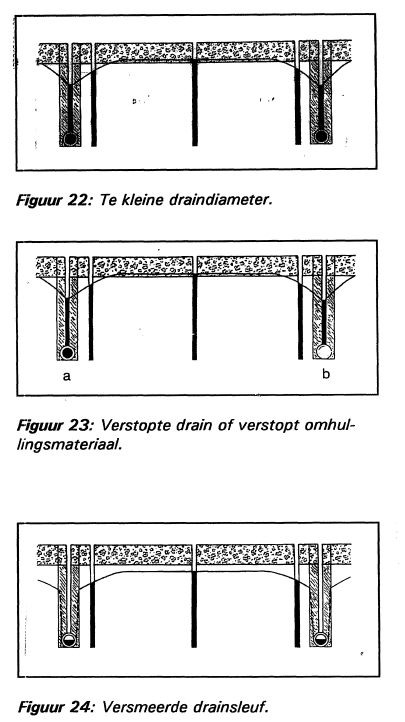 Figuur 22: Te kleine draindiameter.
a
b
Figuur 23: Verstopte drain of verstopt omhul-
lingsmateriaal.
Figuur 24: Versmeerde drainsleuf.